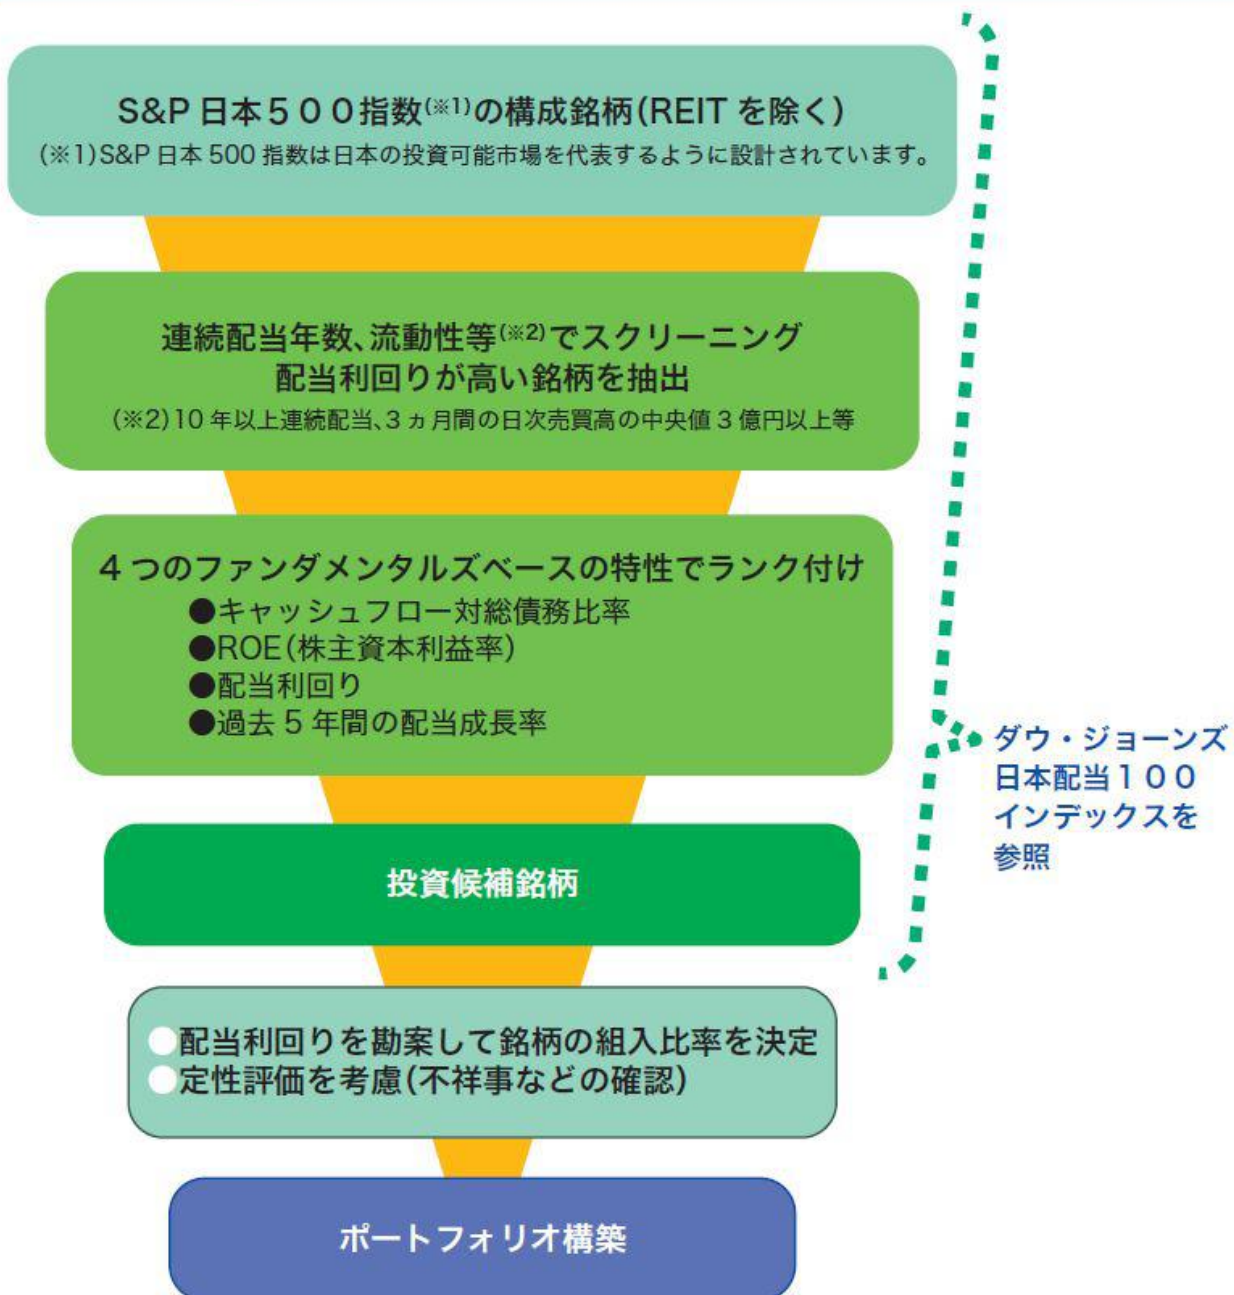 S&P 日本５００指数(※1)の構成銘柄(REIT を除く)
(※1)S&P 日本 500 指数は日本の投資可能市場を代表するように設計されています。
連続配当年数、流動性等(※2)でスクリーニング
配当利回りが高い銘柄を抽出
(※2)10 年以上連続配当、3 ヵ月間の日次売買高の中央値 3 億円以上等
4 つのファンダメンタルズベースの特性でランク付け
●キャッシュフロー対総債務比率
●ROE(株主資本利益率)
●配当利回り
●過去 5 年間の配当成長率
ダウ・ジョーンズ
日本配当１００
インデックスを
参照
投資候補銘柄
●配当利回りを勘案して銘柄の組入比率を決定
●定性評価を考慮(不祥事などの確認)
ポートフォリオ構築